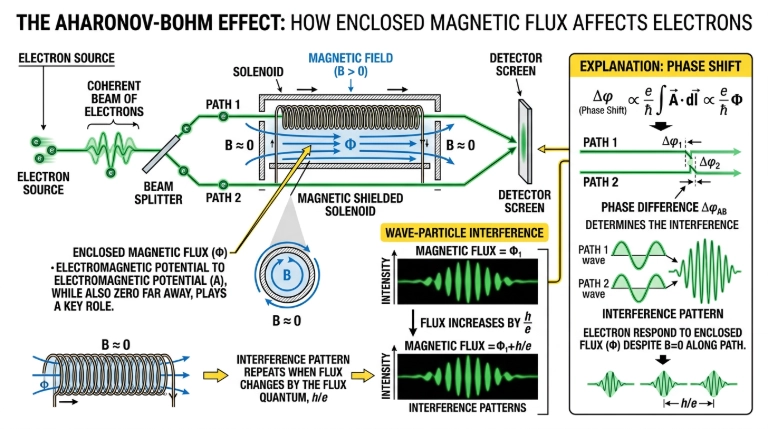 THE AHARONOV-BOHM EFFECT: HOW ENCLOSED MAGNETIC FLUX AFFECTS ELECTRONS
ELECTRON SOURCE
COHERENT
BEAM OF
ELECTRONS
e
e
e
e
ELECTRON
SOURCE
BEAM
SPLITTER
e
e
e
e
PATH 1
PATH 2
SOLENOID
MAGNETIC FIELD
(B > 0)
B ≈ 0
Φ
B ≈ 0
MAGNETIC SHIELDED
SOLENOID
DETECTOR
SCREEN
DETECTOR
SCREEN
ENCLOSED MAGNETIC FLUX (Φ)
• ELECTROMAGNETIC POTENTIAL TO
ELECTROMAGNETIC POTENTIAL (A),
WHILE ALSO ZERO FAR AWAY, PLAYS
A KEY ROLE.
B
B ≈ 0
B ≈ 0
Φ
INTERFERENCE PATTERN
REPEATS WHEN FLUX
CHANGES BY THE FLUX
QUANTUM, h/e
WAVE-PARTICLE INTERFERENCE
MAGNETIC FLUX = Φ₁
INTENSITY
FLUX INCREASES BY h/e
MAGNETIC FLUX = Φ₁+h/e
INTENSITY
INTERFERENCE PATTERNS
EXPLANATION: PHASE SHIFT
Δφ ∝ e/ħ ∫ A⃗ · dl⃗ ∝ e/ħ Φ
(Phase Shift)
PATH 1
Δφ₁
Δφ₂
PATH 2
PHASE DIFFERENCE Δφ_AB
DETERMINES THE INTERFERENCE
PATH 1
wave
PATH 2
wave
INTERFERENCE PATTERN
ELECTRON RESPOND TO ENCLOSED
FLUX (Φ) DESPITE B=0 ALONG PATH.
h/e